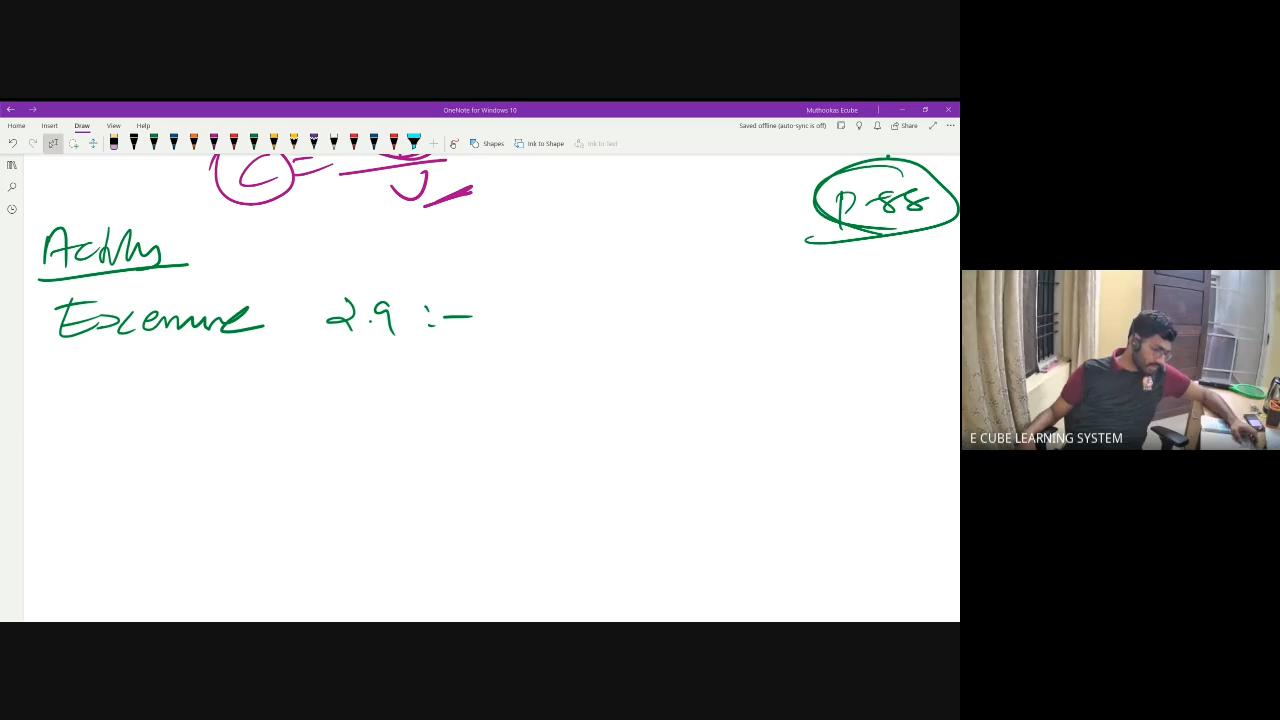 OneNote for Windows 10
Muthookas Ecube
Home Insert Draw View Help
Saved offline (auto-sync is off)
Share
Shapes
Ink to Shape
Ink to Text
C =
P-88
Activity
Excercise 2.9 :-
E CUBE LEARNING SYSTEM